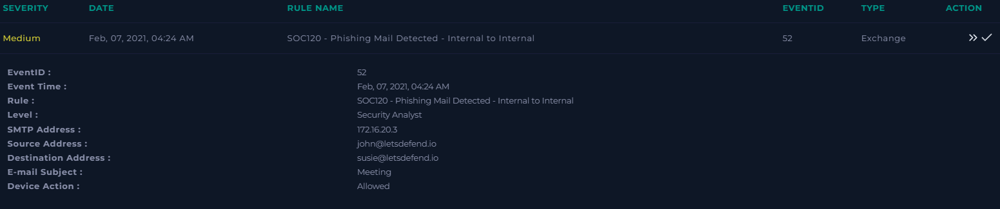 SEVERITY DATE RULE NAME EVENTID TYPE ACTION
Medium Feb, 07, 2021, 04:24 AM SOC120 - Phishing Mail Detected - Internal to Internal 52 Exchange
EventID : 52
Event Time : Feb, 07, 2021, 04:24 AM
Rule : SOC120 - Phishing Mail Detected - Internal to Internal
Level : Security Analyst
SMTP Address : 172.16.20.3
Source Address : john@letsdefend.io
Destination Address : susie@letsdefend.io
E-mail Subject : Meeting
Device Action : Allowed